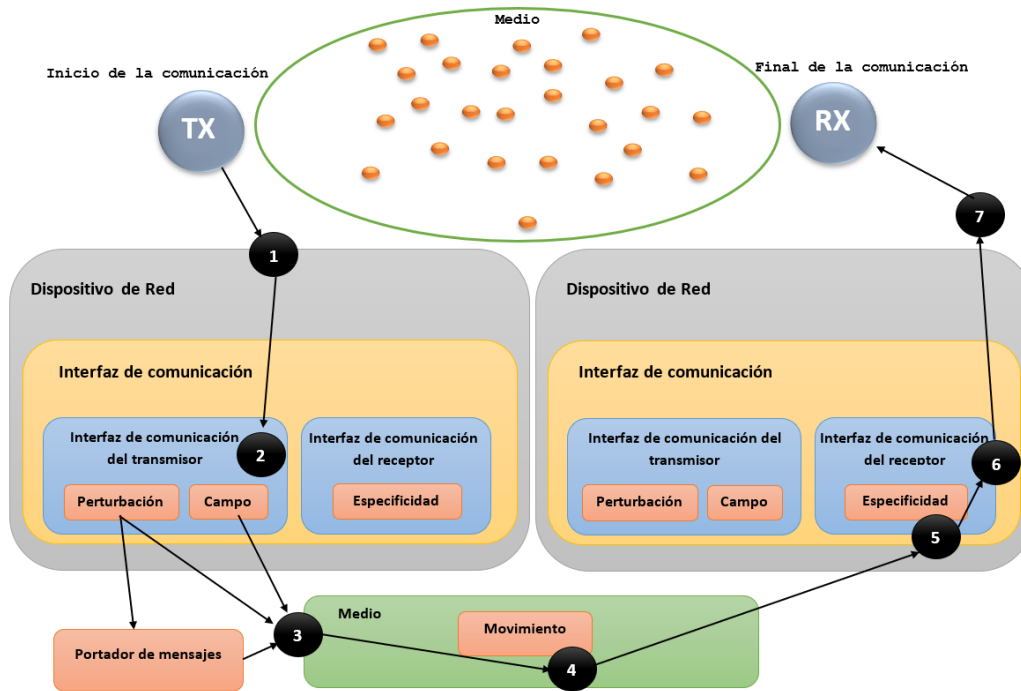 Medio
Inicio de la comunicación
Final de la comunicación
TX
RX
7
1
Dispositivo de Red
Dispositivo de Red
Interfaz de comunicación
Interfaz de comunicación
Interfaz de comunicación
del transmisor
2
Interfaz de comunicación
del receptor
Interfaz de comunicación del
transmisor
Interfaz de comunicación
del receptor
6
Perturbación
Campo
Especificidad
Perturbación
Campo
Especificidad
5
Medio
3
Movimiento
Portador de mensajes
4